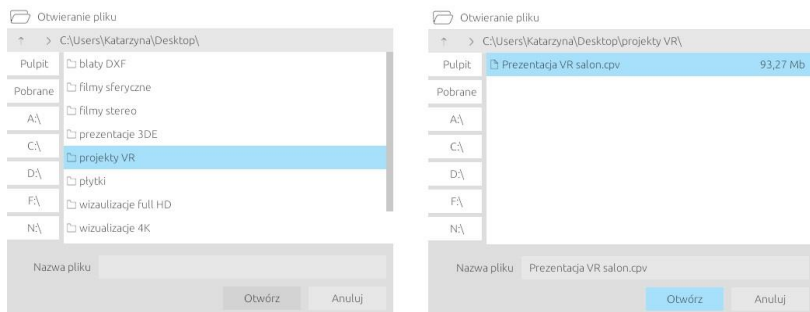 Otwieranie pliku
↑ > C:\Users\Katarzyna\Desktop\
Pulpit
Pobrane
A:\
C:\
D:\
F:\
N:\
blaty DXF
filmy sferyczne
filmy stereo
prezentacje 3DE
projekty VR
płytki
wizaulizacje full HD
wizualizacje 4K
Nazwa pliku
Otwórz Anuluj
Otwieranie pliku
↑ > C:\Users\Katarzyna\Desktop\projekty VR\
Pulpit
Pobrane
A:\
C:\
D:\
F:\
N:\
Prezentacja VR salon.cpv 93,27 Mb
Nazwa pliku Prezentacja VR salon.cpv
Otwórz Anuluj